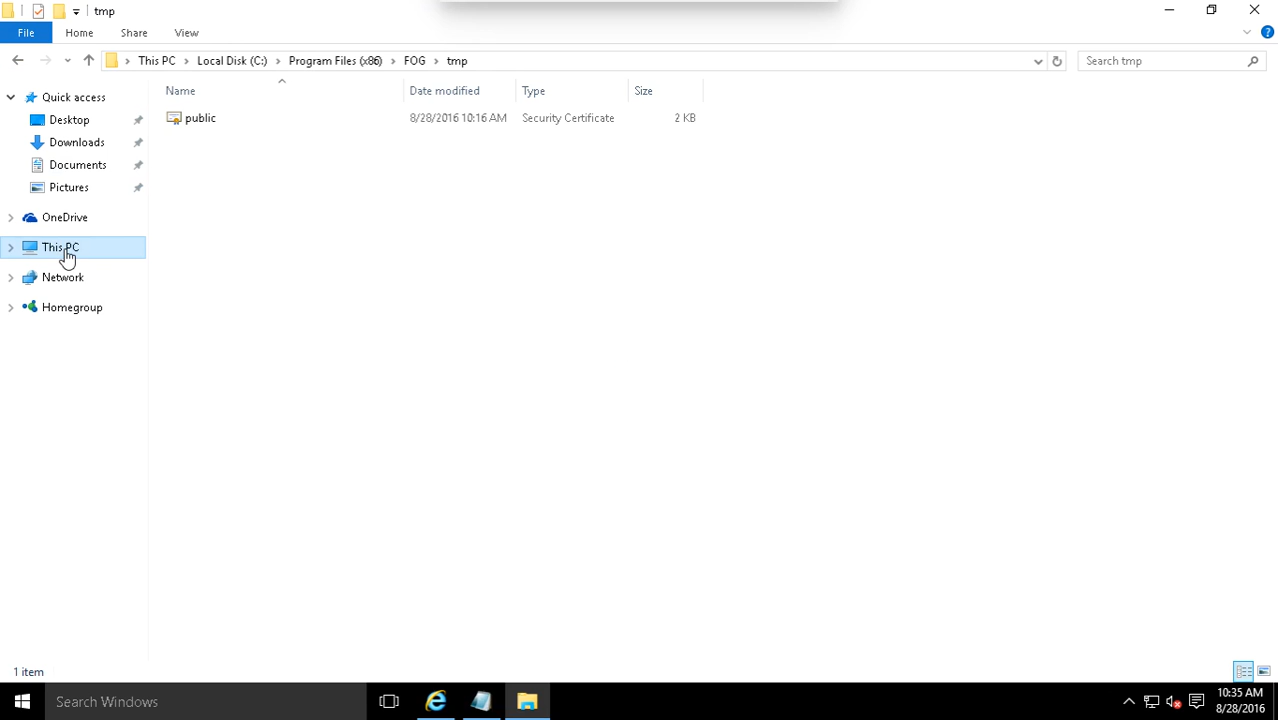 tmp
File Home Share View
This PC Local Disk (C:) Program Files (x86) FOG tmp Search tmp
Name Date modified Type Size
Quick access
public 8/28/2016 10:16 AM Security Certificate 2 KB
Desktop
Downloads
Documents
Pictures
OneDrive
This PC
Network
Homegroup
1 item
Search Windows
10:35 AM
8/28/2016